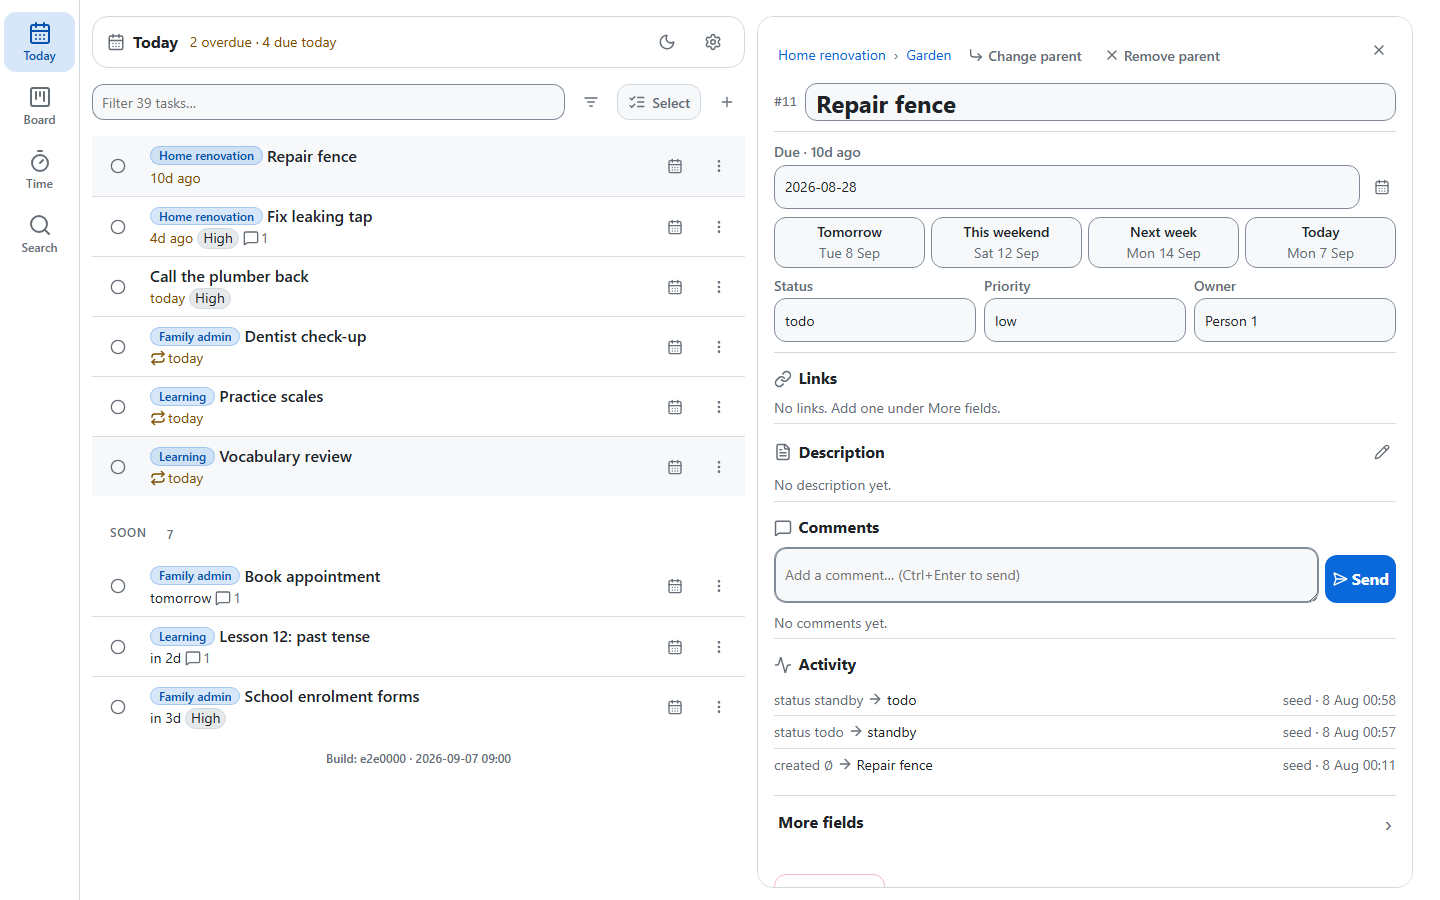 Today
Board
Time
Search
Today 2 overdue · 4 due today
Filter 39 tasks...
Select
Home renovation Repair fence
10d ago
Home renovation Fix leaking tap
4d ago High 1
Call the plumber back
today High
Family admin Dentist check-up
today
Learning Practice scales
today
Learning Vocabulary review
today
SOON 7
Family admin Book appointment
tomorrow 1
Learning Lesson 12: past tense
in 2d 1
Family admin School enrolment forms
in 3d High
Build: e2e0000 · 2026-09-07 09:00
Home renovation › Garden Change parent Remove parent
#11 Repair fence
Due · 10d ago
2026-08-28
Tomorrow
Tue 8 Sep
This weekend
Sat 12 Sep
Next week
Mon 14 Sep
Today
Mon 7 Sep
Status Priority Owner
todo low Person 1
Links
No links. Add one under More fields.
Description
No description yet.
Comments
Add a comment... (Ctrl+Enter to send)
Send
No comments yet.
Activity
status standby → todo seed · 8 Aug 00:58
status todo → standby seed · 8 Aug 00:57
created ∅ → Repair fence seed · 8 Aug 00:11
More fields ›